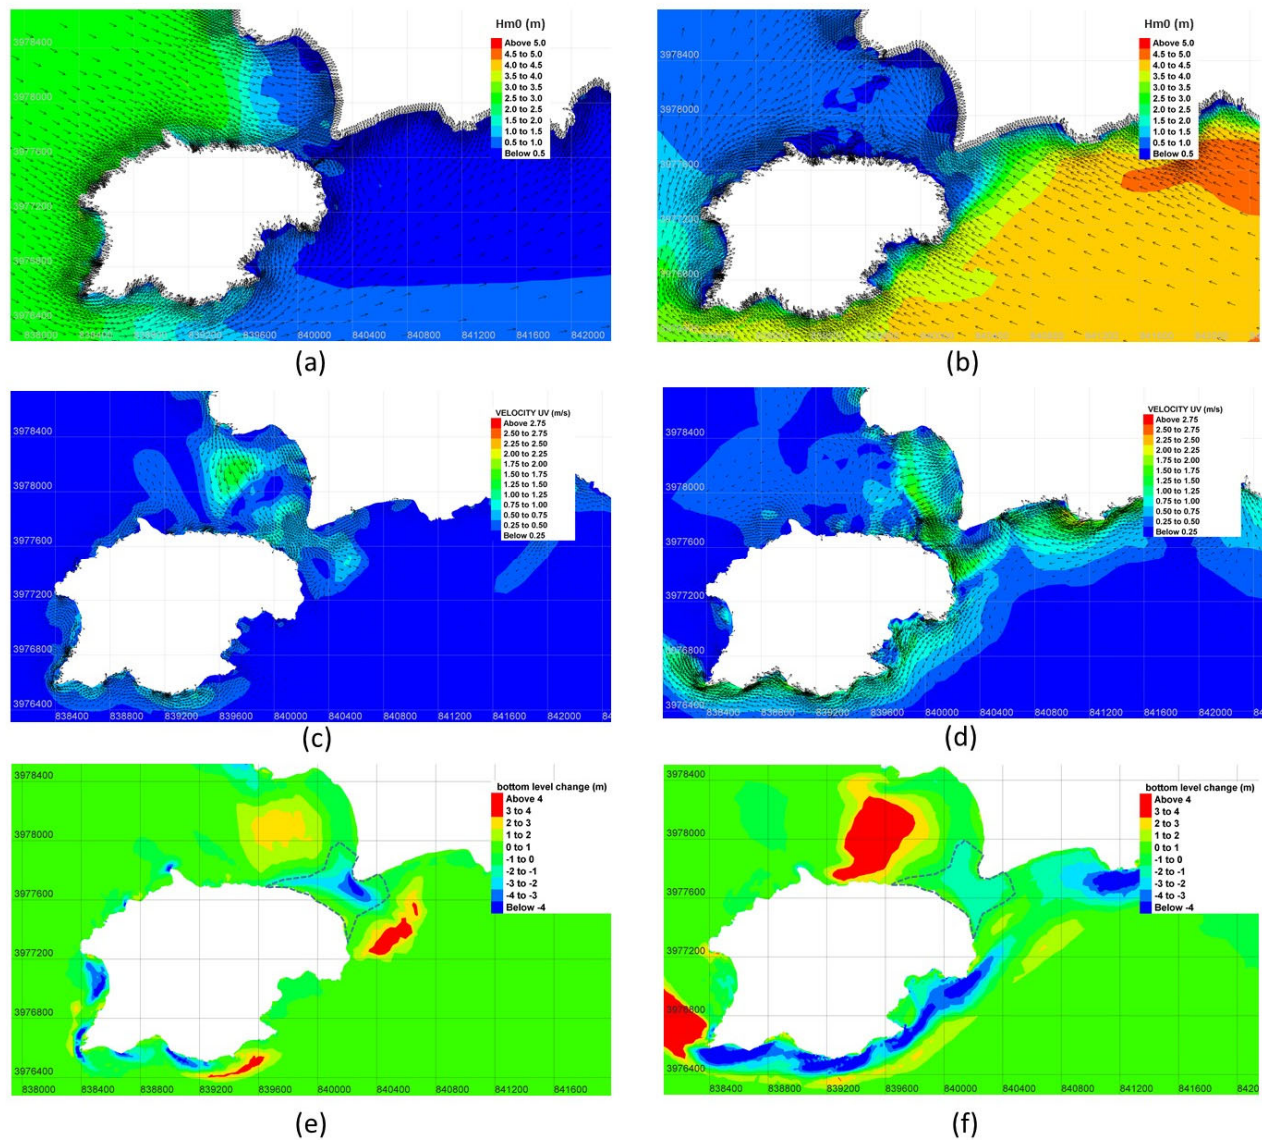 Hm0 (m)
Above 5.0
4.5 to 5.0
4.0 to 4.5
3.5 to 4.0
3.0 to 3.5
2.5 to 3.0
2.0 to 2.5
1.5 to 2.0
1.0 to 1.5
0.5 to 1.0
Below 0.5
3978400
3978000
3977600
3977200
3976800
3976400
838000 838400 838800 839200 839600 840000 840400 840800 841200 841600 842000
(a)
Hm0 (m)
Above 5.0
4.5 to 5.0
4.0 to 4.5
3.5 to 4.0
3.0 to 3.5
2.5 to 3.0
2.0 to 2.5
1.5 to 2.0
1.0 to 1.5
0.5 to 1.0
Below 0.5
3978400
3978000
3977600
3977200
3976800
3976400
(b)
VELOCITY UV (m/s)
Above 2.75
2.50 to 2.75
2.25 to 2.50
2.00 to 2.25
1.75 to 2.00
1.50 to 1.75
1.25 to 1.50
1.00 to 1.25
0.75 to 1.00
0.50 to 0.75
0.25 to 0.50
Below 0.25
3978400
3978000
3977600
3977200
3976800
3976400
838400 838800 839200 839600 840000 840400 840800 841200 841600 842000
(c)
VELOCITY UV (m/s)
Above 2.75
2.50 to 2.75
2.25 to 2.50
2.00 to 2.25
1.75 to 2.00
1.50 to 1.75
1.25 to 1.50
1.00 to 1.25
0.75 to 1.00
0.50 to 0.75
0.25 to 0.50
Below 0.25
3978400
3978000
3977600
3977200
3976800
3976400
838400 838800 839200 839600 840000 840400 840800 841200 841600 842000
(d)
bottom level change (m)
Above 4
3 to 4
2 to 3
1 to 2
0 to 1
-1 to 0
-2 to -1
-3 to -2
-4 to -3
Below -4
3978400
3978000
3977600
3977200
3976800
3976400
838000 838400 838800 839200 839600 840000 840400 840800 841200 841600
(e)
bottom level change (m)
Above 4
3 to 4
2 to 3
1 to 2
0 to 1
-1 to 0
-2 to -1
-3 to -2
-4 to -3
Below -4
3978400
3978000
3977600
3977200
3976800
3976400
838400 838800 839200 839600 840000 840400 840800 841200 841600
(f)